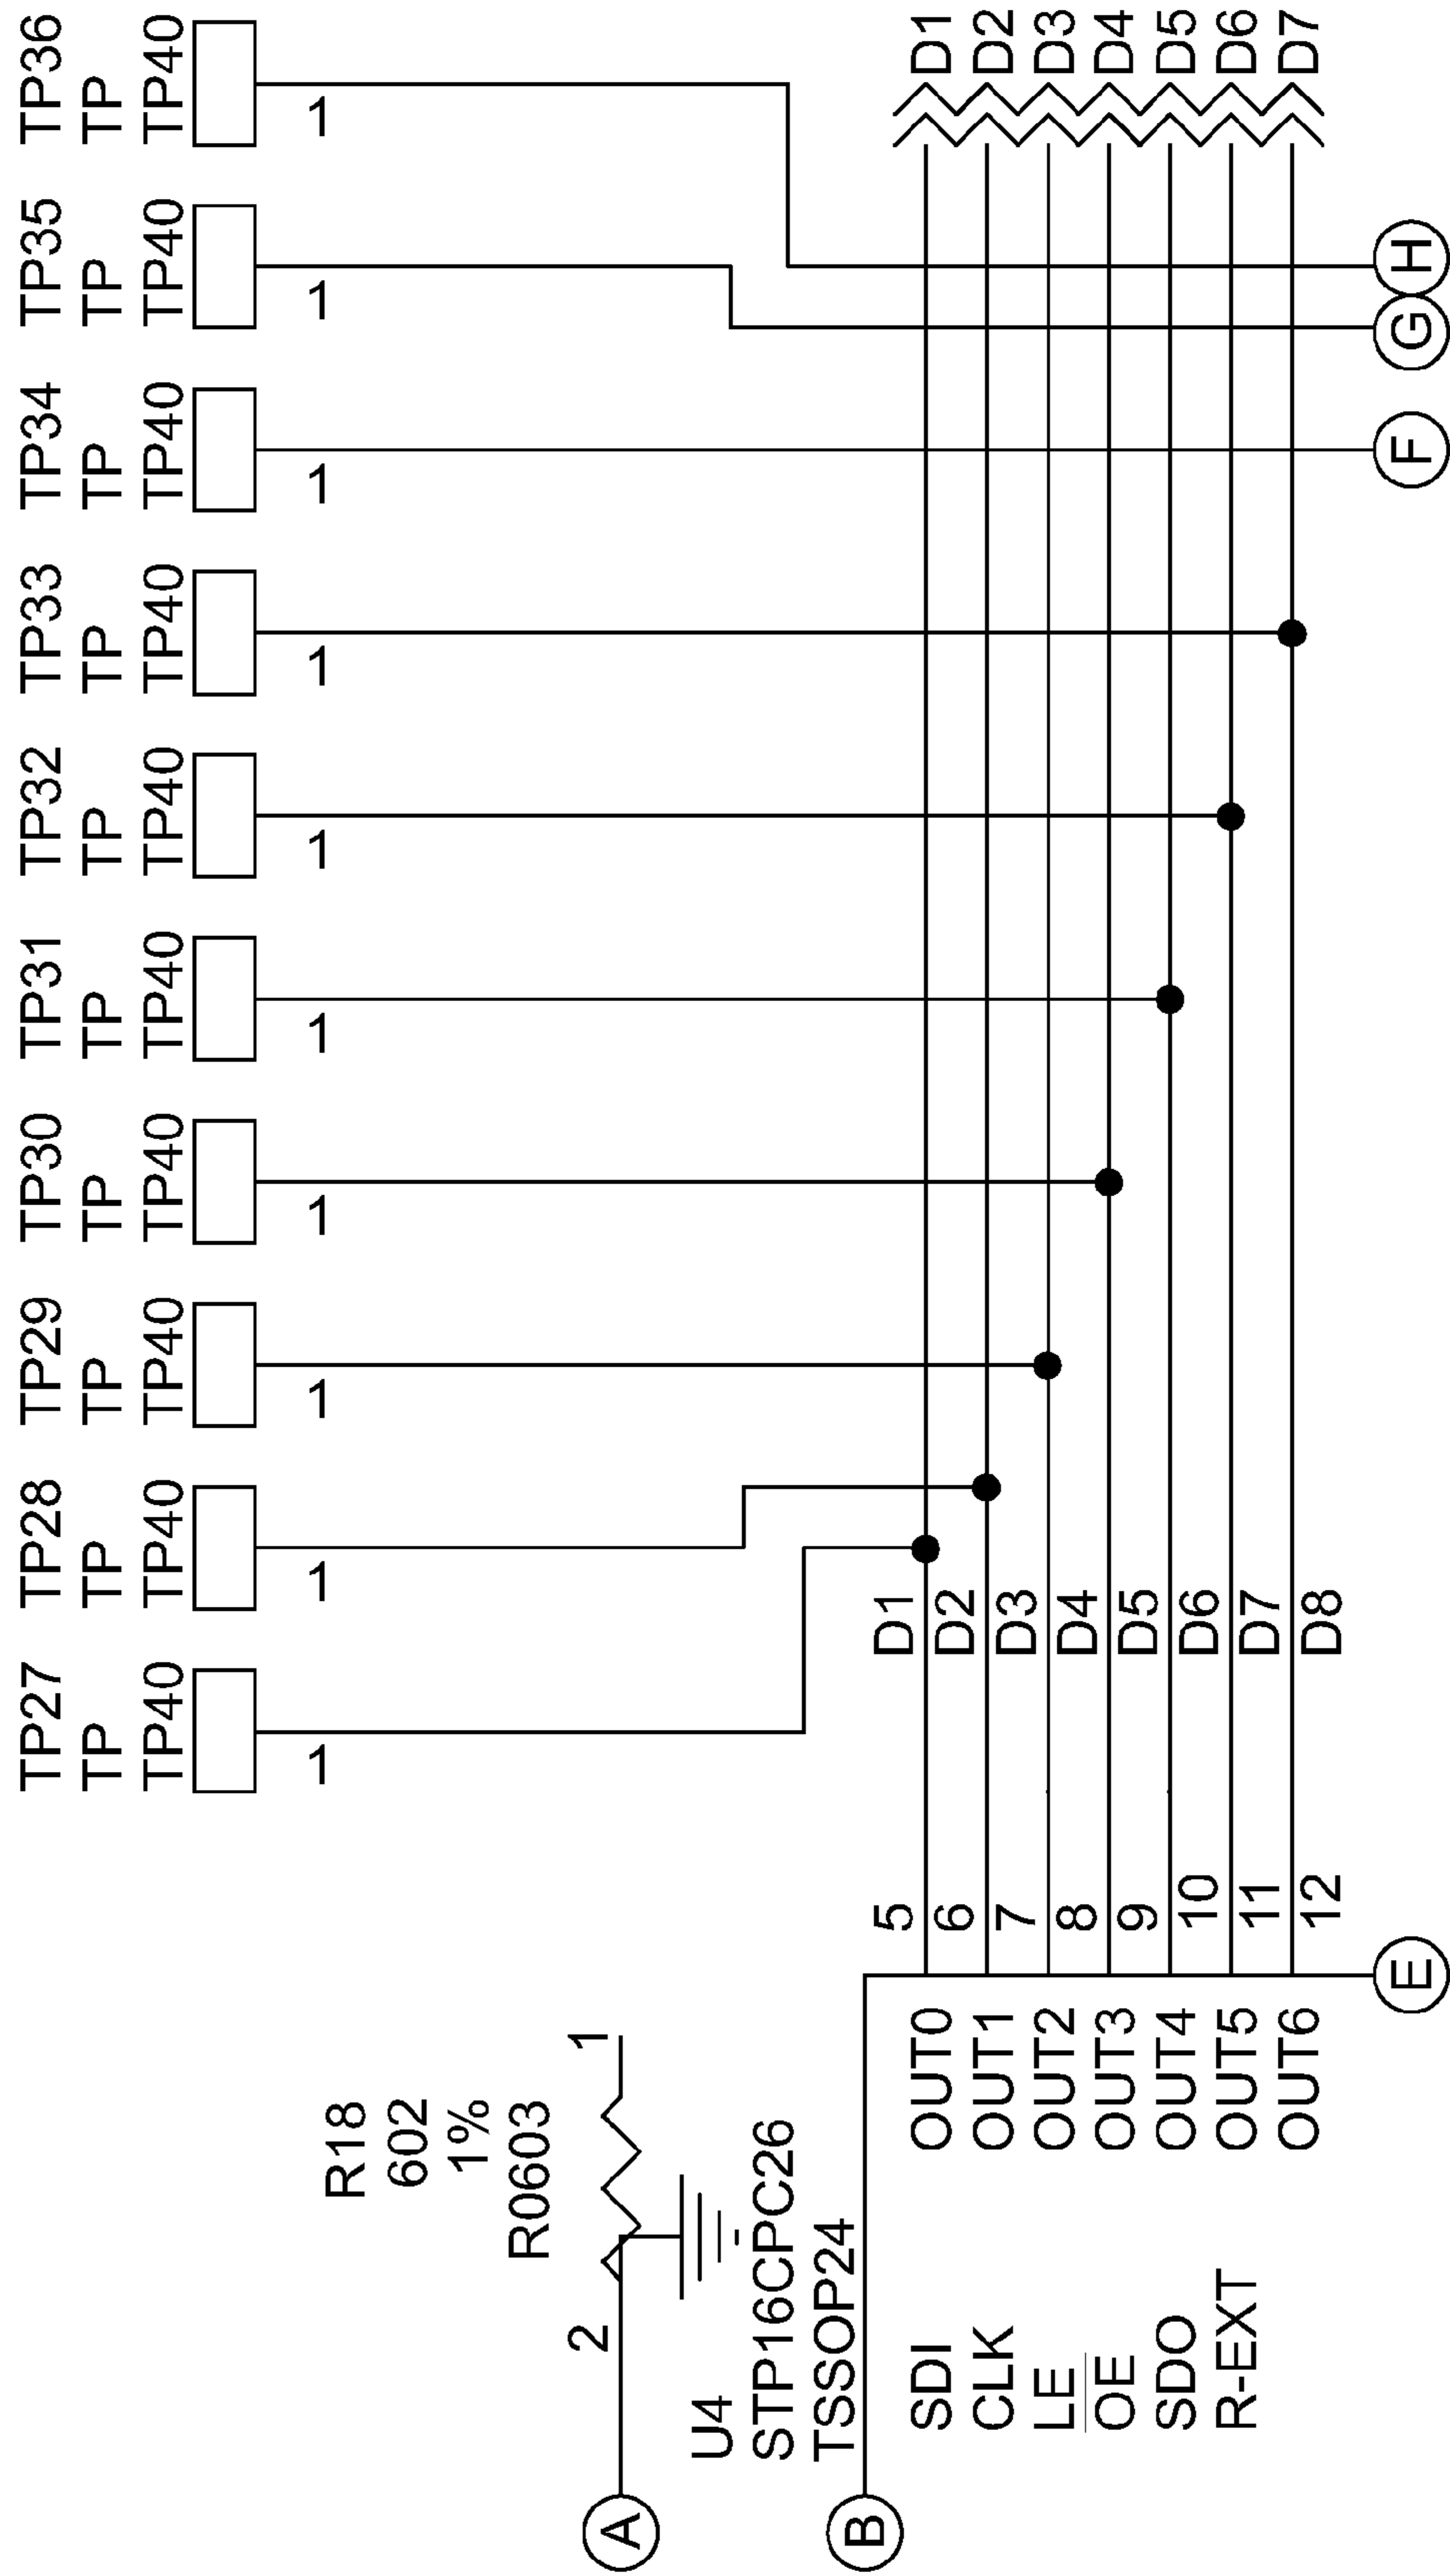 TP27 TP28 TP29 TP30 TP31 TP32 TP33 TP34 TP35 TP36
TP TP TP TP TP TP TP TP TP TP
TP40 TP40 TP40 TP40 TP40 TP40 TP40 TP40 TP40 TP40
1 1 1 1 1 1 1 1 1 1
R18
602
1%
R0603
2 1
A
U4
STP16CPC26
TSSOP24
B
5 D1
SDI OUT0 D1
6 D2
CLK OUT1 D2
7 D3
LE OUT2 D3
8 D4
OE OUT3 D4
9 D5
SDO OUT4 D5
10 D6
R-EXT OUT5 D6
11 D7
OUT6 D7
12 D8
E F G H